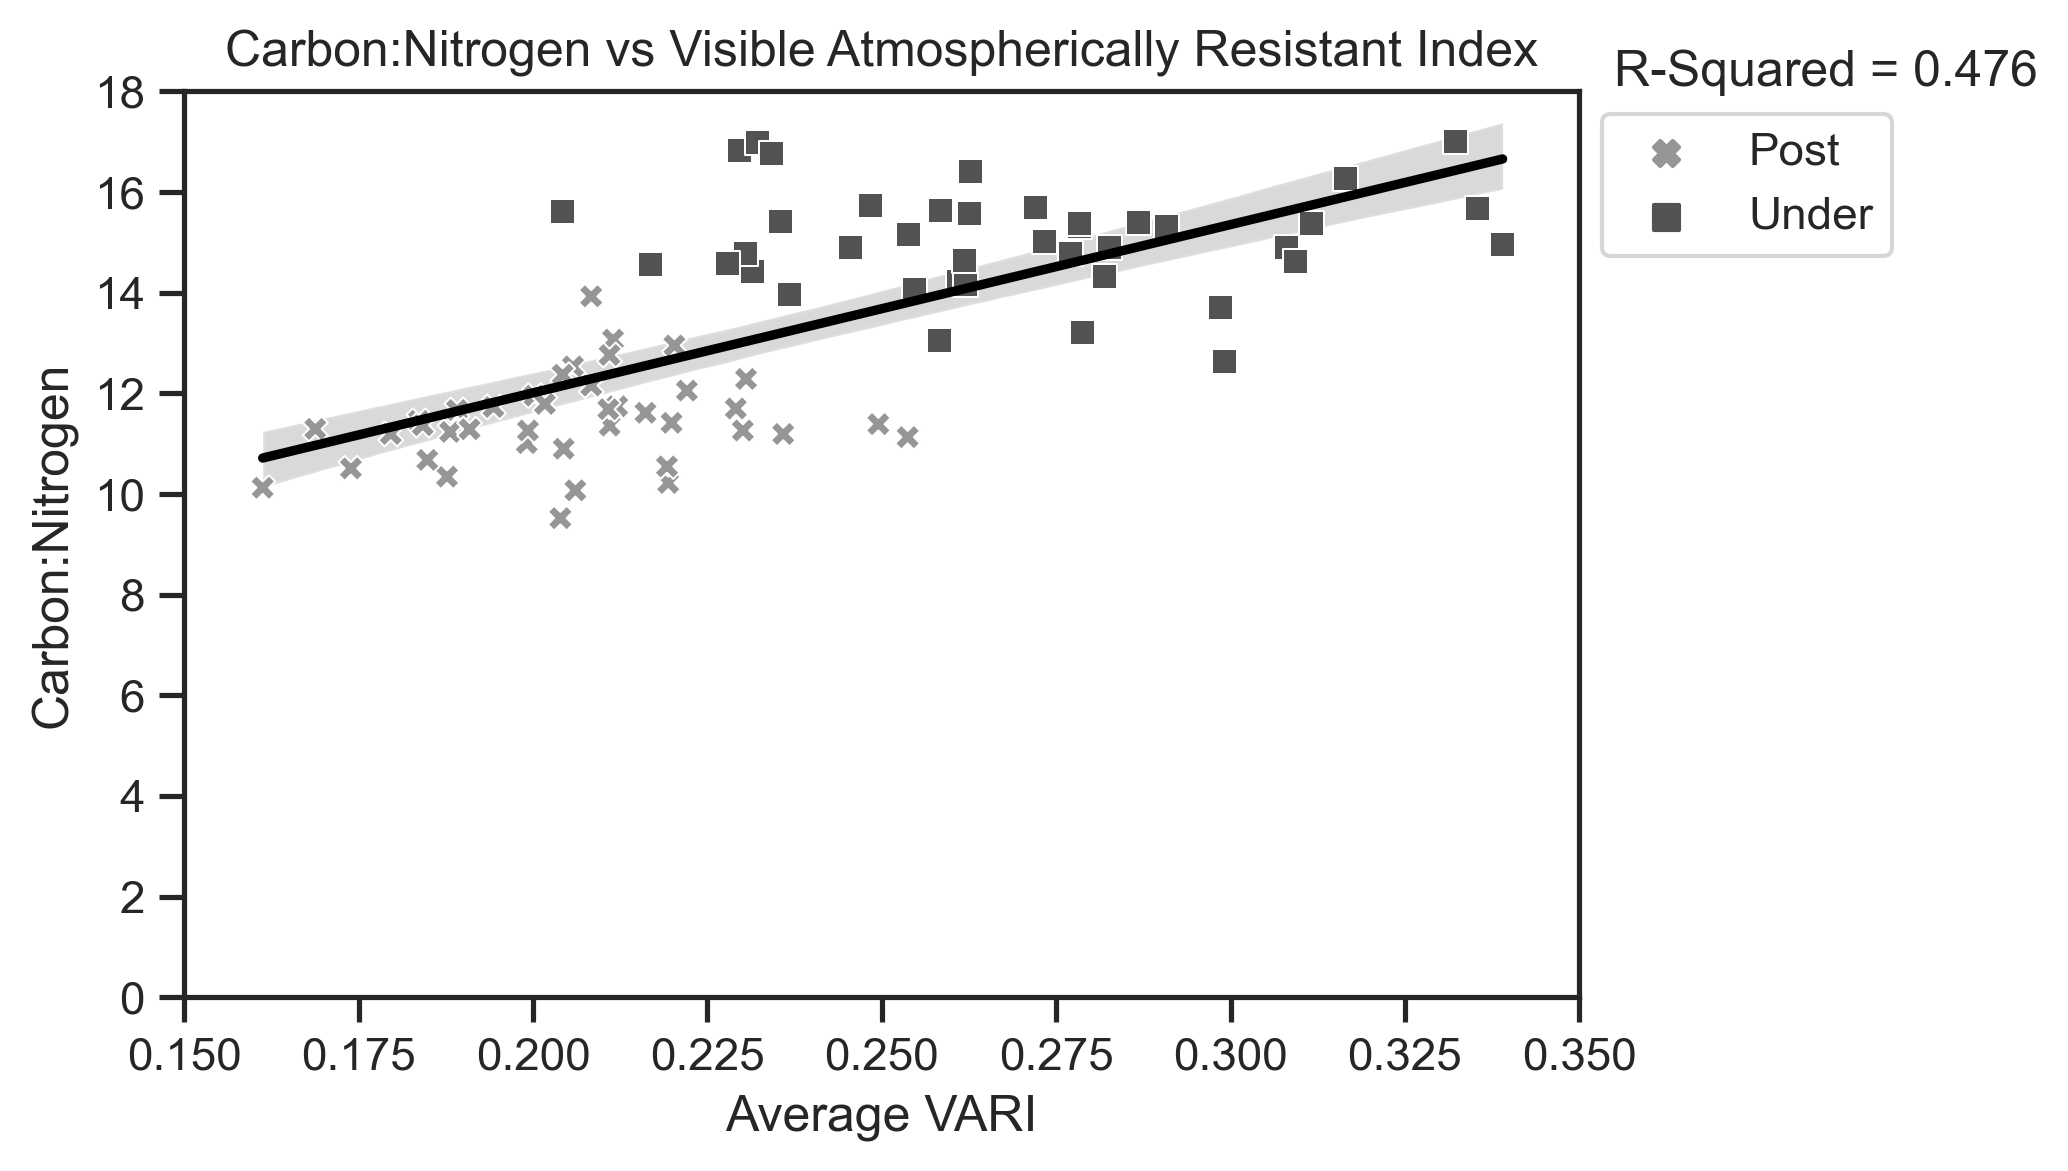 Carbon:Nitrogen vs Visible Atmospherically Resistant Index
R-Squared = 0.476
Post
Under
Carbon:Nitrogen
18
16
14
12
10
8
6
4
2
0
0.150 0.175 0.200 0.225 0.250 0.275 0.300 0.325 0.350
Average VARI